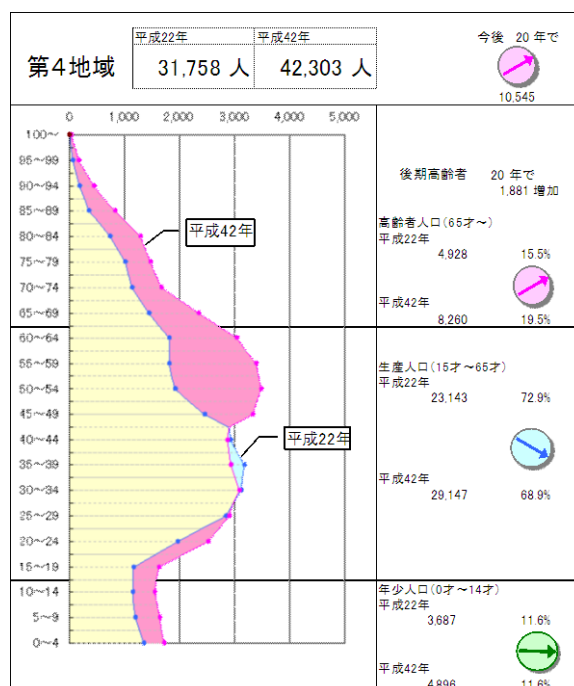 第4地域
平成22年 平成42年
31,758 人 42,303 人
今後 20 年で
10,545
0 1,000 2,000 3,000 4,000 5,000
100~
95~99
90~94
85~89
80~84
75~79
70~74
65~69
60~64
55~59
50~54
45~49
40~44
35~39
30~34
25~29
20~24
15~19
10~14
5~9
0~4
平成42年
平成22年
後期高齢者 20 年で
1,881 増加
高齢者人口(65才~)
平成22年
4,928 15.5%
平成42年
8,260 19.5%
生産人口(15才~65才)
平成22年
23,143 72.9%
平成42年
29,147 68.9%
年少人口(0才~14才)
平成22年
3,687 11.6%
平成42年
4,896 11.6%